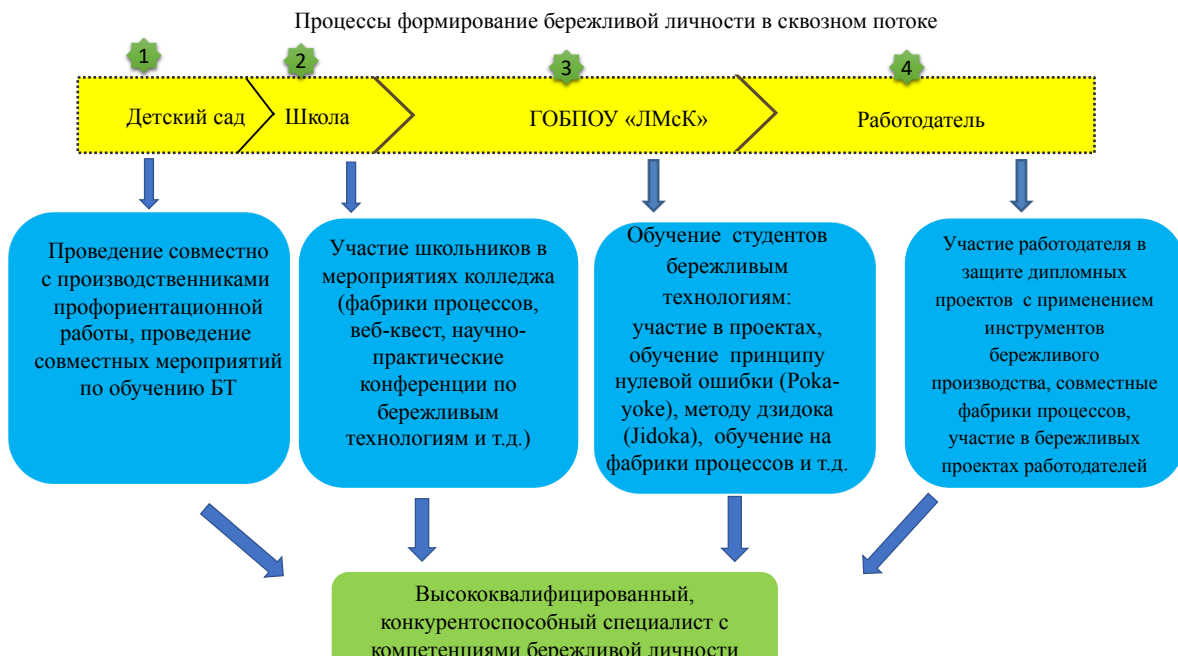 Процессы формирование бережливой личности в сквозном потоке
1
2
3
4
Детский сад
Школа
ГОБПОУ «ЛМсК»
Работодатель
Проведение совместно
с производственниками
профориентационной
работы, проведение
совместных мероприятий
по обучению БТ
Участие школьников в
мероприятиях колледжа
(фабрики процессов,
веб-квест, научно-
практические
конференции по
бережливым
технологиям и т.д.)
Обучение студентов
бережливым
технологиям:
участие в проектах,
обучение принципу
нулевой ошибки (Poka-
yoke), методу дзидока
(Jidoka), обучение на
фабрики процессов и т.д.
Участие работодателя в
защите дипломных
проектов с применением
инструментов
бережливого
производства, совместные
фабрики процессов,
участие в бережливых
проектах работодателей
Высококвалифицированный,
конкурентоспособный специалист с
компетенциями бережливой личности